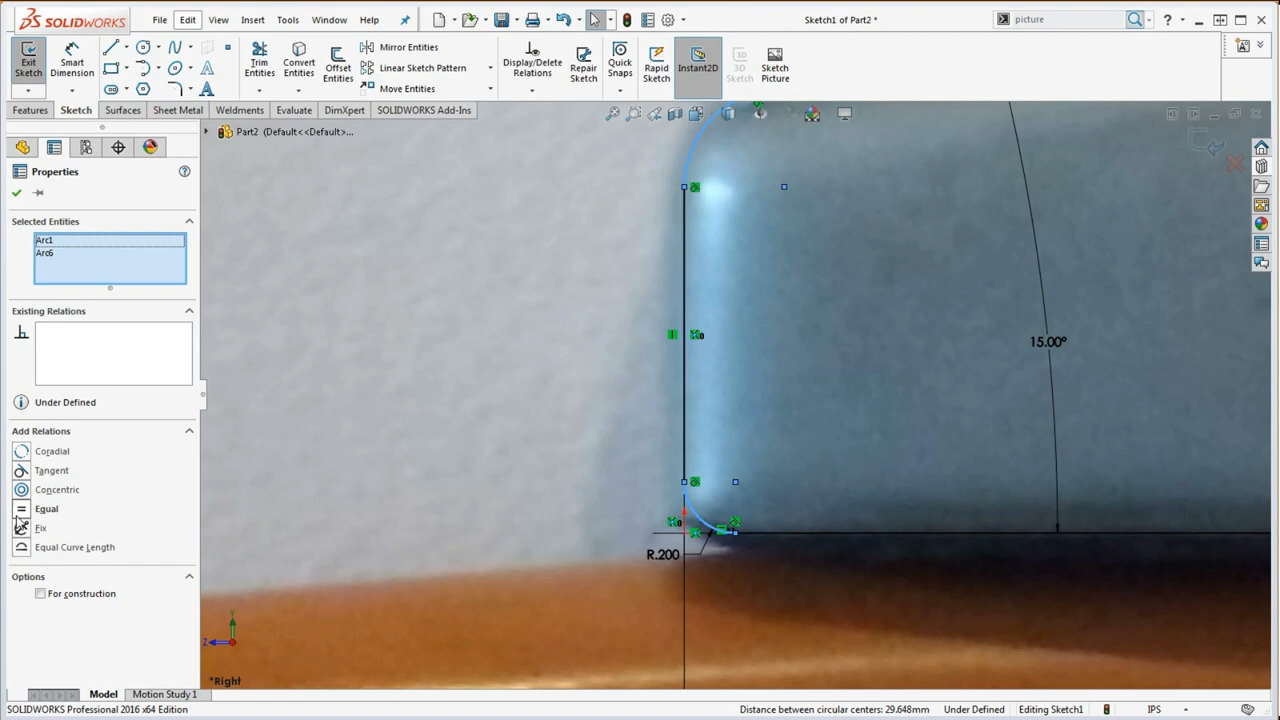 SOLIDWORKS
File Edit View Insert Tools Window Help
Sketch1 of Part2 *
picture
Exit Sketch
Smart Dimension
Trim Entities
Convert Entities
Offset Entities
Mirror Entities
Linear Sketch Pattern
Move Entities
Display/Delete Relations
Repair Sketch
Quick Snaps
Rapid Sketch
Instant2D
3D Sketch
Sketch Picture
Features Sketch Surfaces Sheet Metal Weldments Evaluate DimXpert SOLIDWORKS Add-Ins
Part2 (Default<<Default>...
Properties
Selected Entities
Arc1
Arc6
Existing Relations
Under Defined
Add Relations
Coradial
Tangent
Concentric
Equal
Fix
Equal Curve Length
Options
For construction
15.00°
R.200
Y
Z
*Right
Model Motion Study 1
SOLIDWORKS Professional 2016 x64 Edition
Distance between circular centers: 29.648mm Under Defined Editing Sketch1 IPS